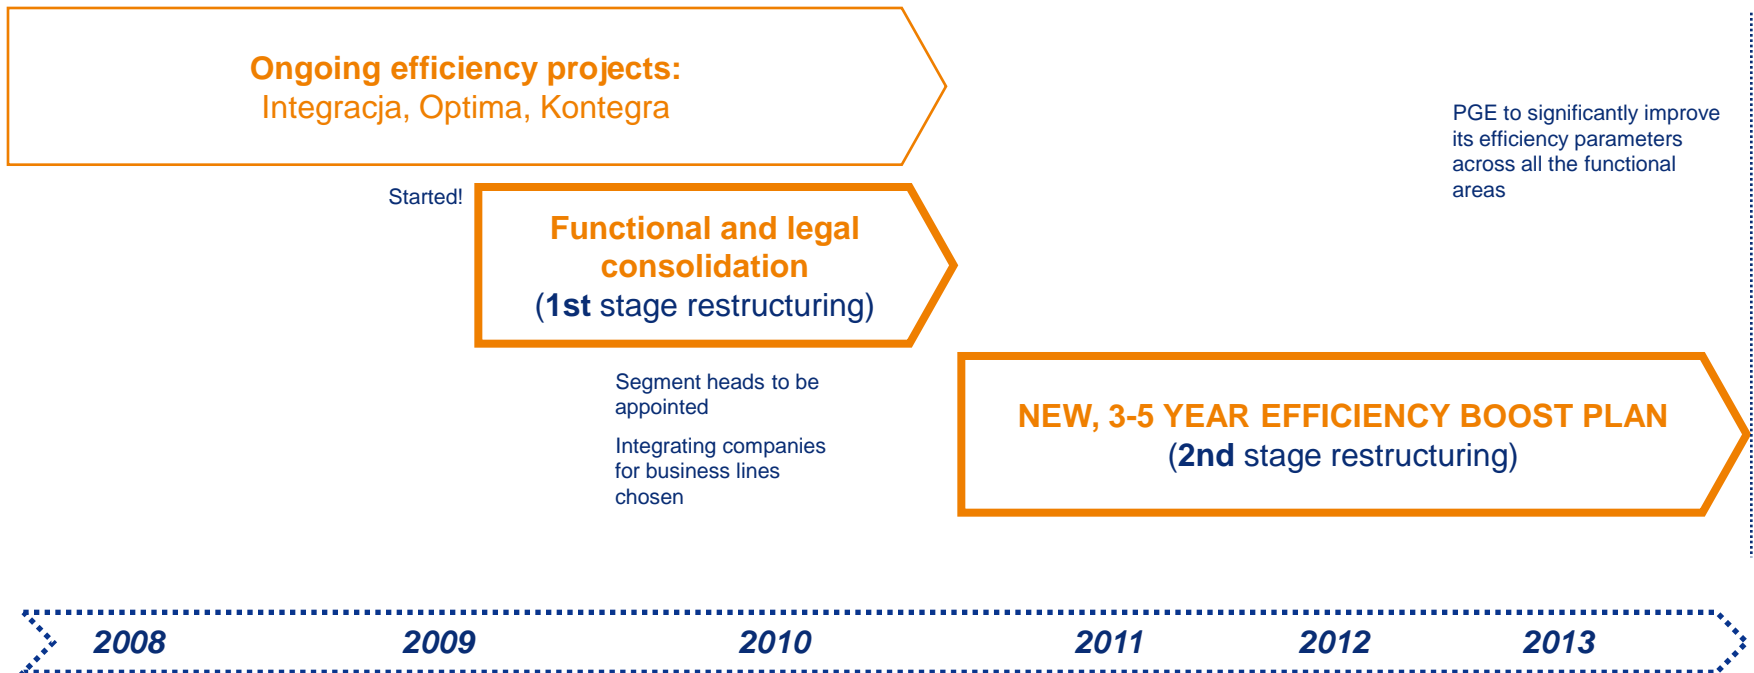 Ongoing efficiency projects:
Integracja, Optima, Kontegra
PGE to significantly improve
its efficiency parameters
across all the functional
areas
Started!
Functional and legal
consolidation
(1st stage restructuring)
Segment heads to be
appointed
Integrating companies
for business lines
chosen
NEW, 3-5 YEAR EFFICIENCY BOOST PLAN
(2nd stage restructuring)
2008 2009 2010 2011 2012 2013